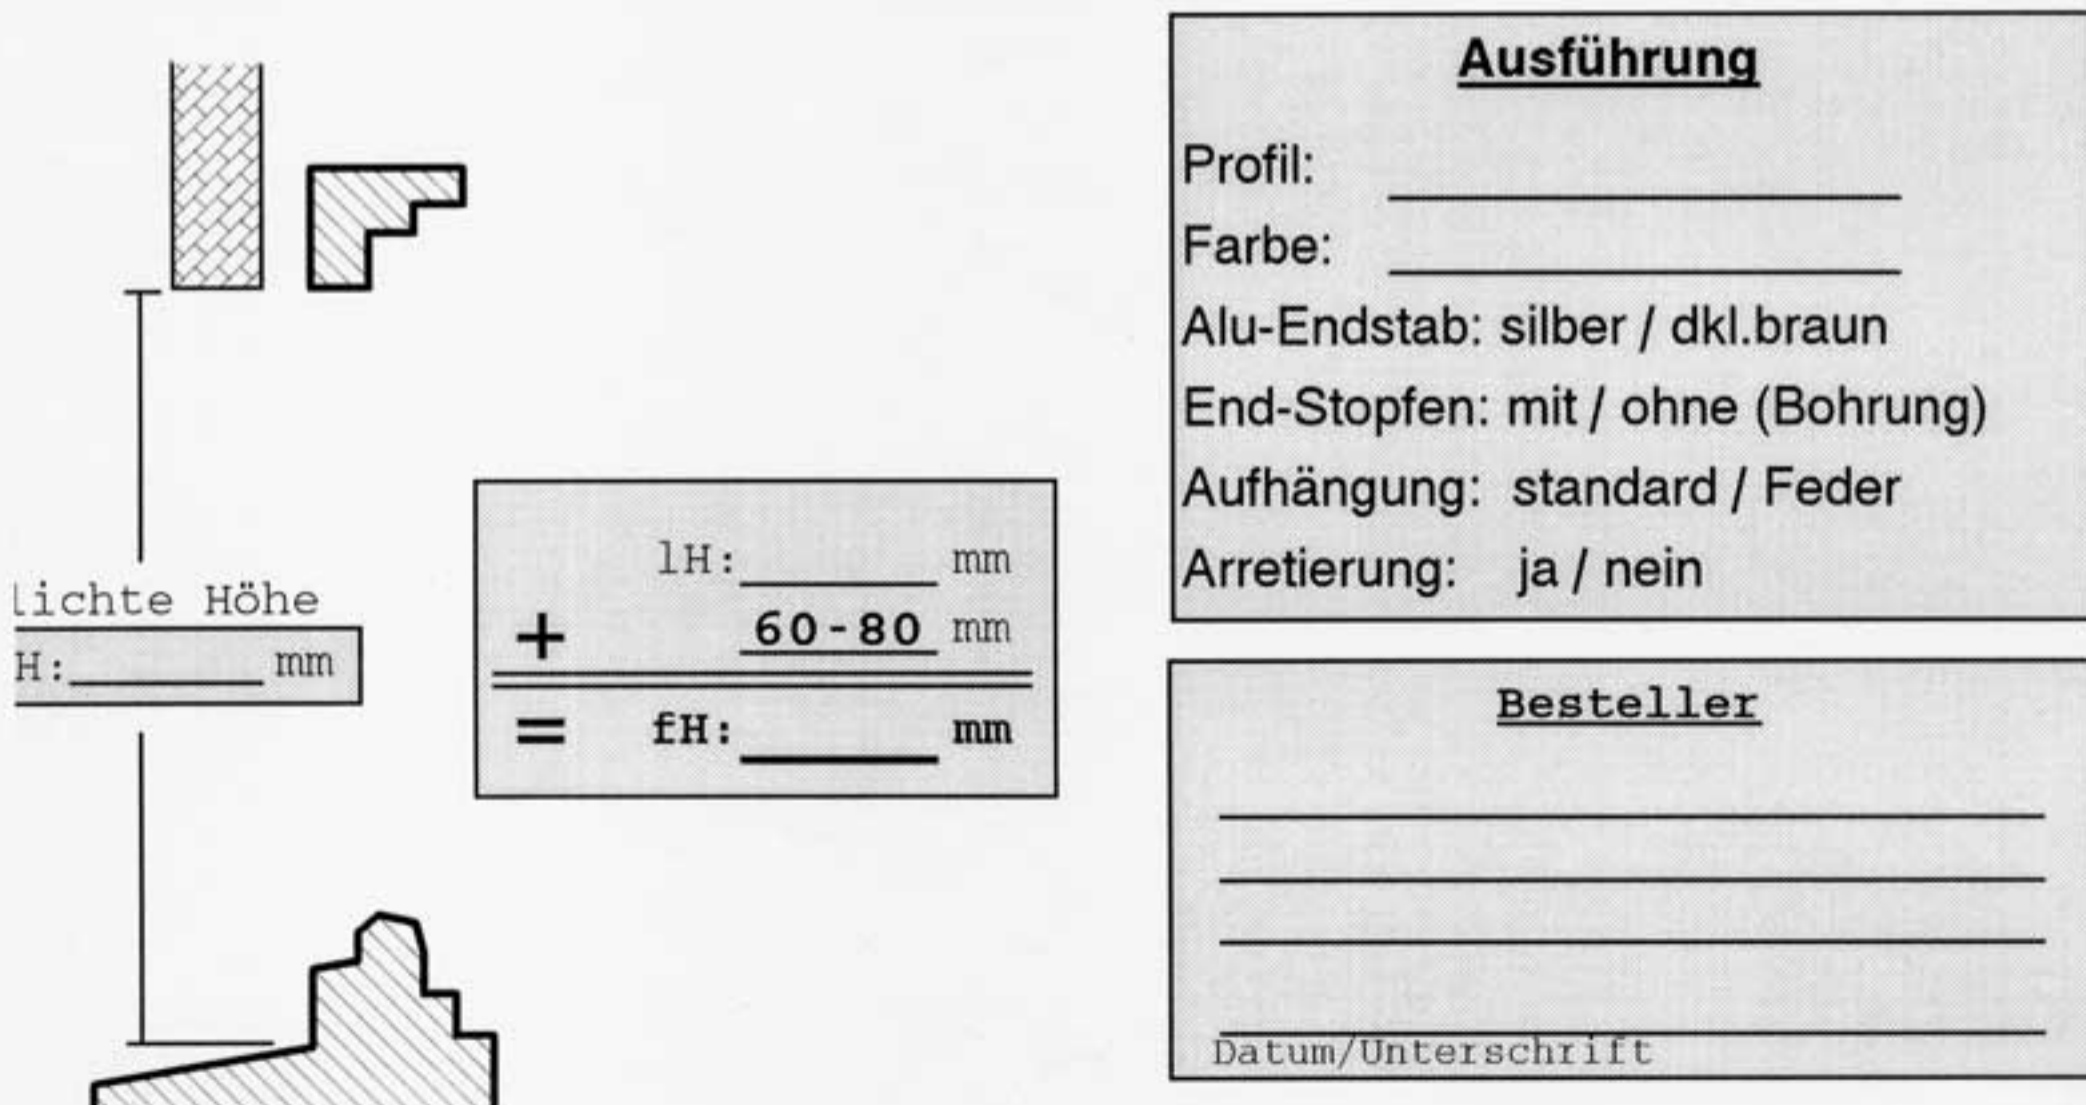 lichte Höhe
H: mm
lH: mm
+ 60-80 mm
= fH: mm
Ausführung
Profil:
Farbe:
Alu-Endstab: silber / dkl.braun
End-Stopfen: mit / ohne (Bohrung)
Aufhängung: standard / Feder
Arretierung: ja / nein
Besteller
Datum/Unterschrift